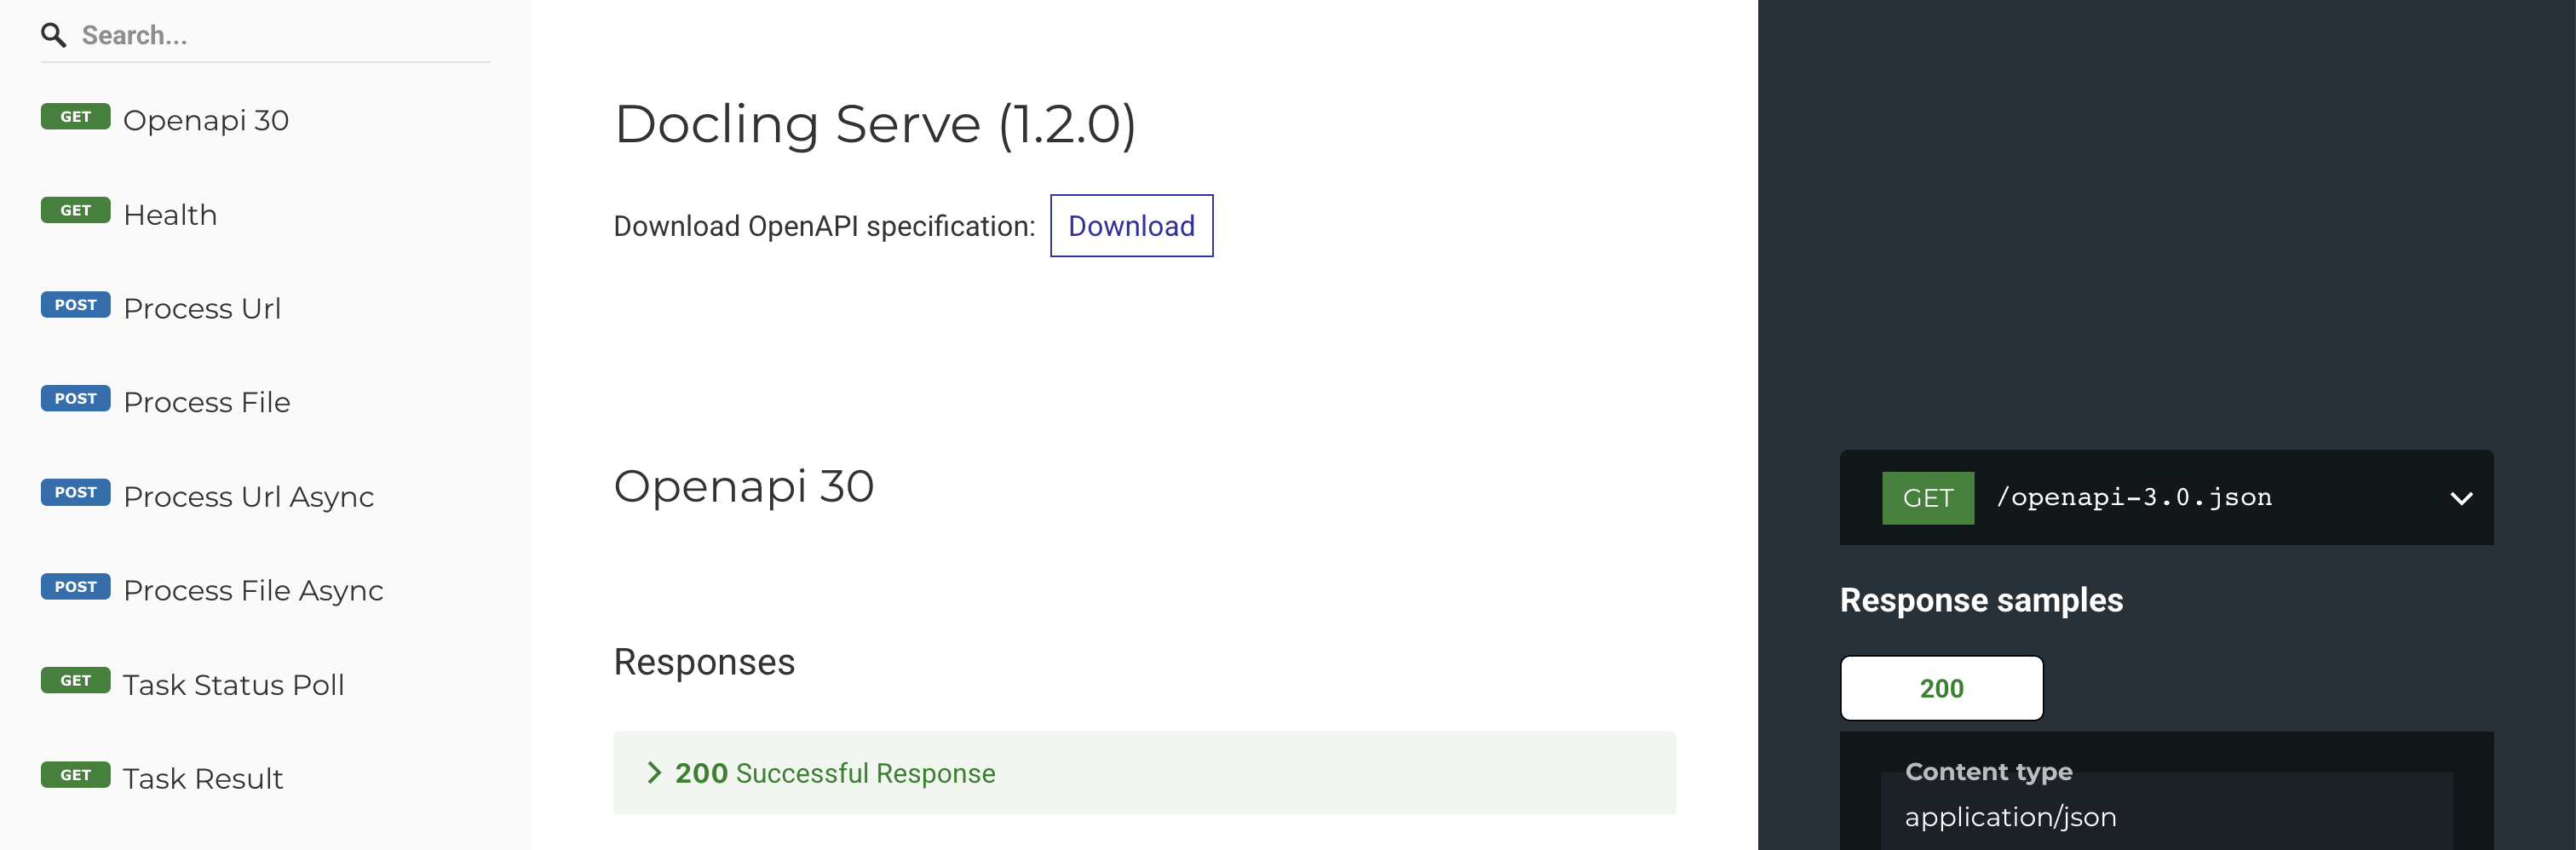 Search...
GET Openapi 30
GET Health
POST Process Url
POST Process File
POST Process Url Async
POST Process File Async
GET Task Status Poll
GET Task Result
Docling Serve (1.2.0)
Download OpenAPI specification: Download
Openapi 30
Responses
200 Successful Response
GET /openapi-3.0.json
Response samples
200
Content type
application/json